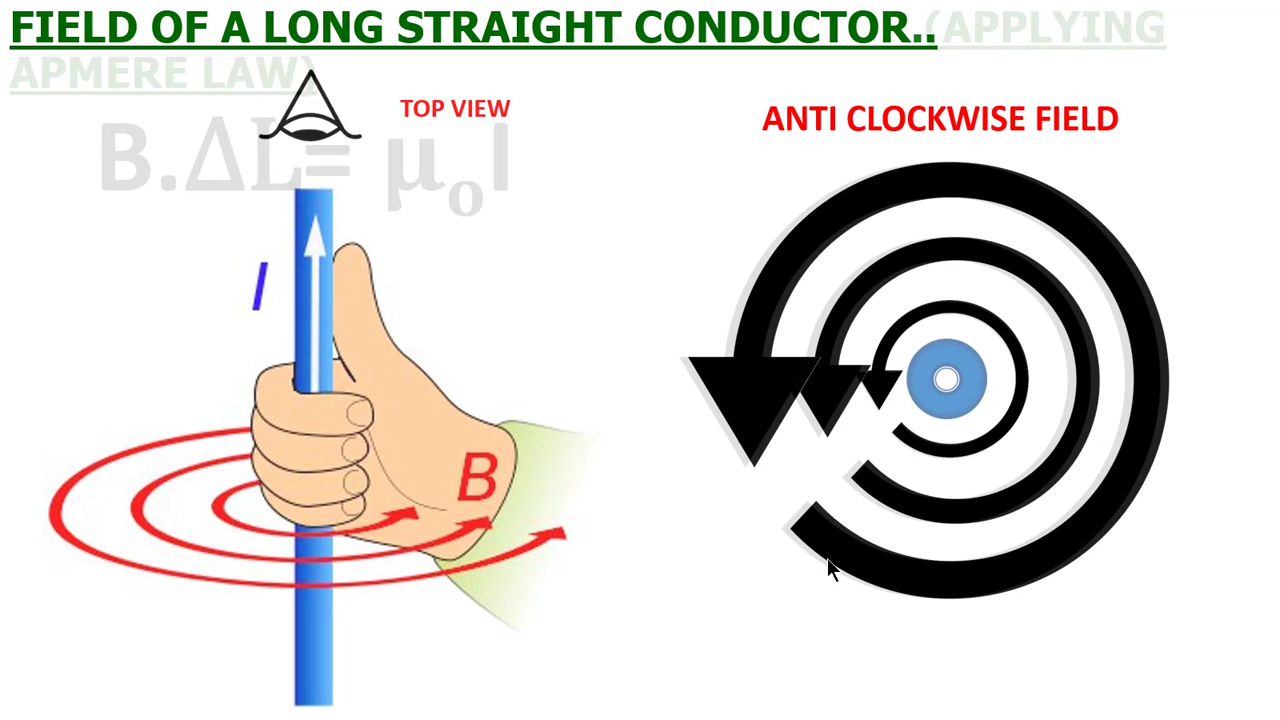 FIELD OF A LONG STRAIGHT CONDUCTOR..(APPLYING
APMERE LAW)
TOP VIEW
ANTI CLOCKWISE FIELD
B.ΔL= μoI
I
B